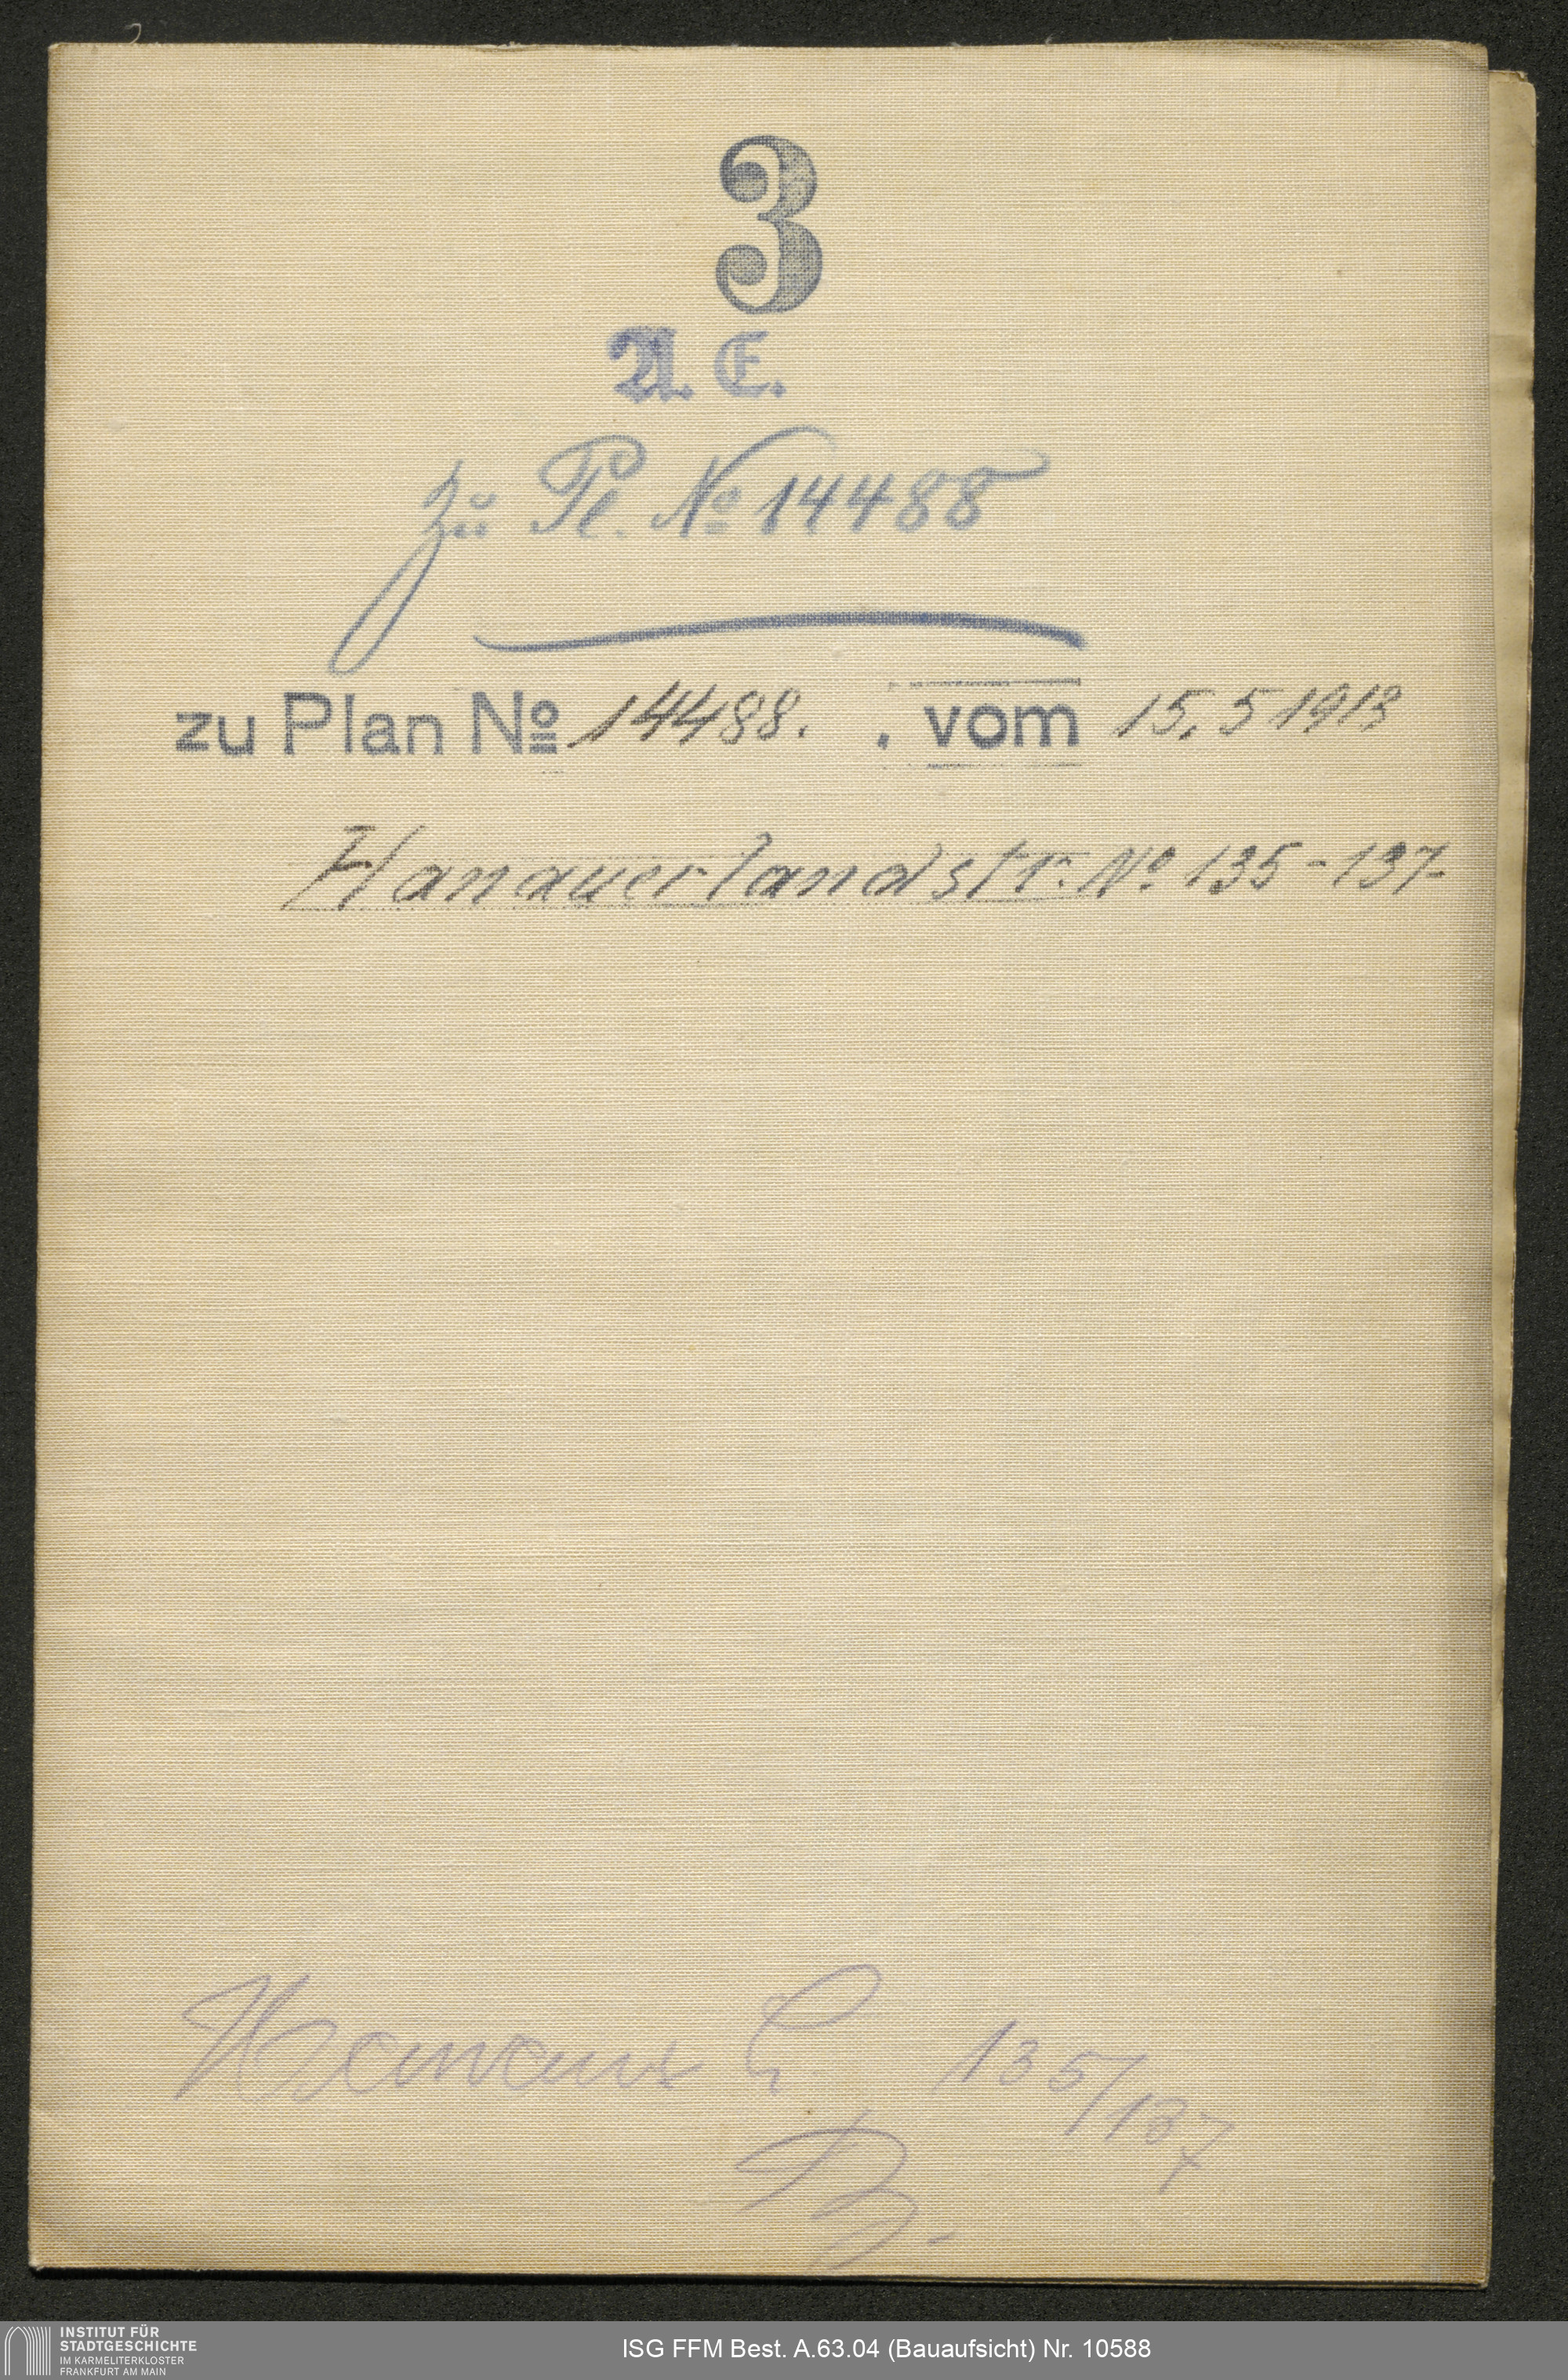 3
A. E.
zu Pl. № 14488
zu Plan № 14488. . vom 15. 5 1913
Hanauerlandstr. № 135-137-
135/137
INSTITUT FÜR
STADTGESCHICHTE
IM KARMELITERKLOSTER
FRANKFURT AM MAIN
ISG FFM Best. A.63.04 (Bauaufsicht) Nr. 10588